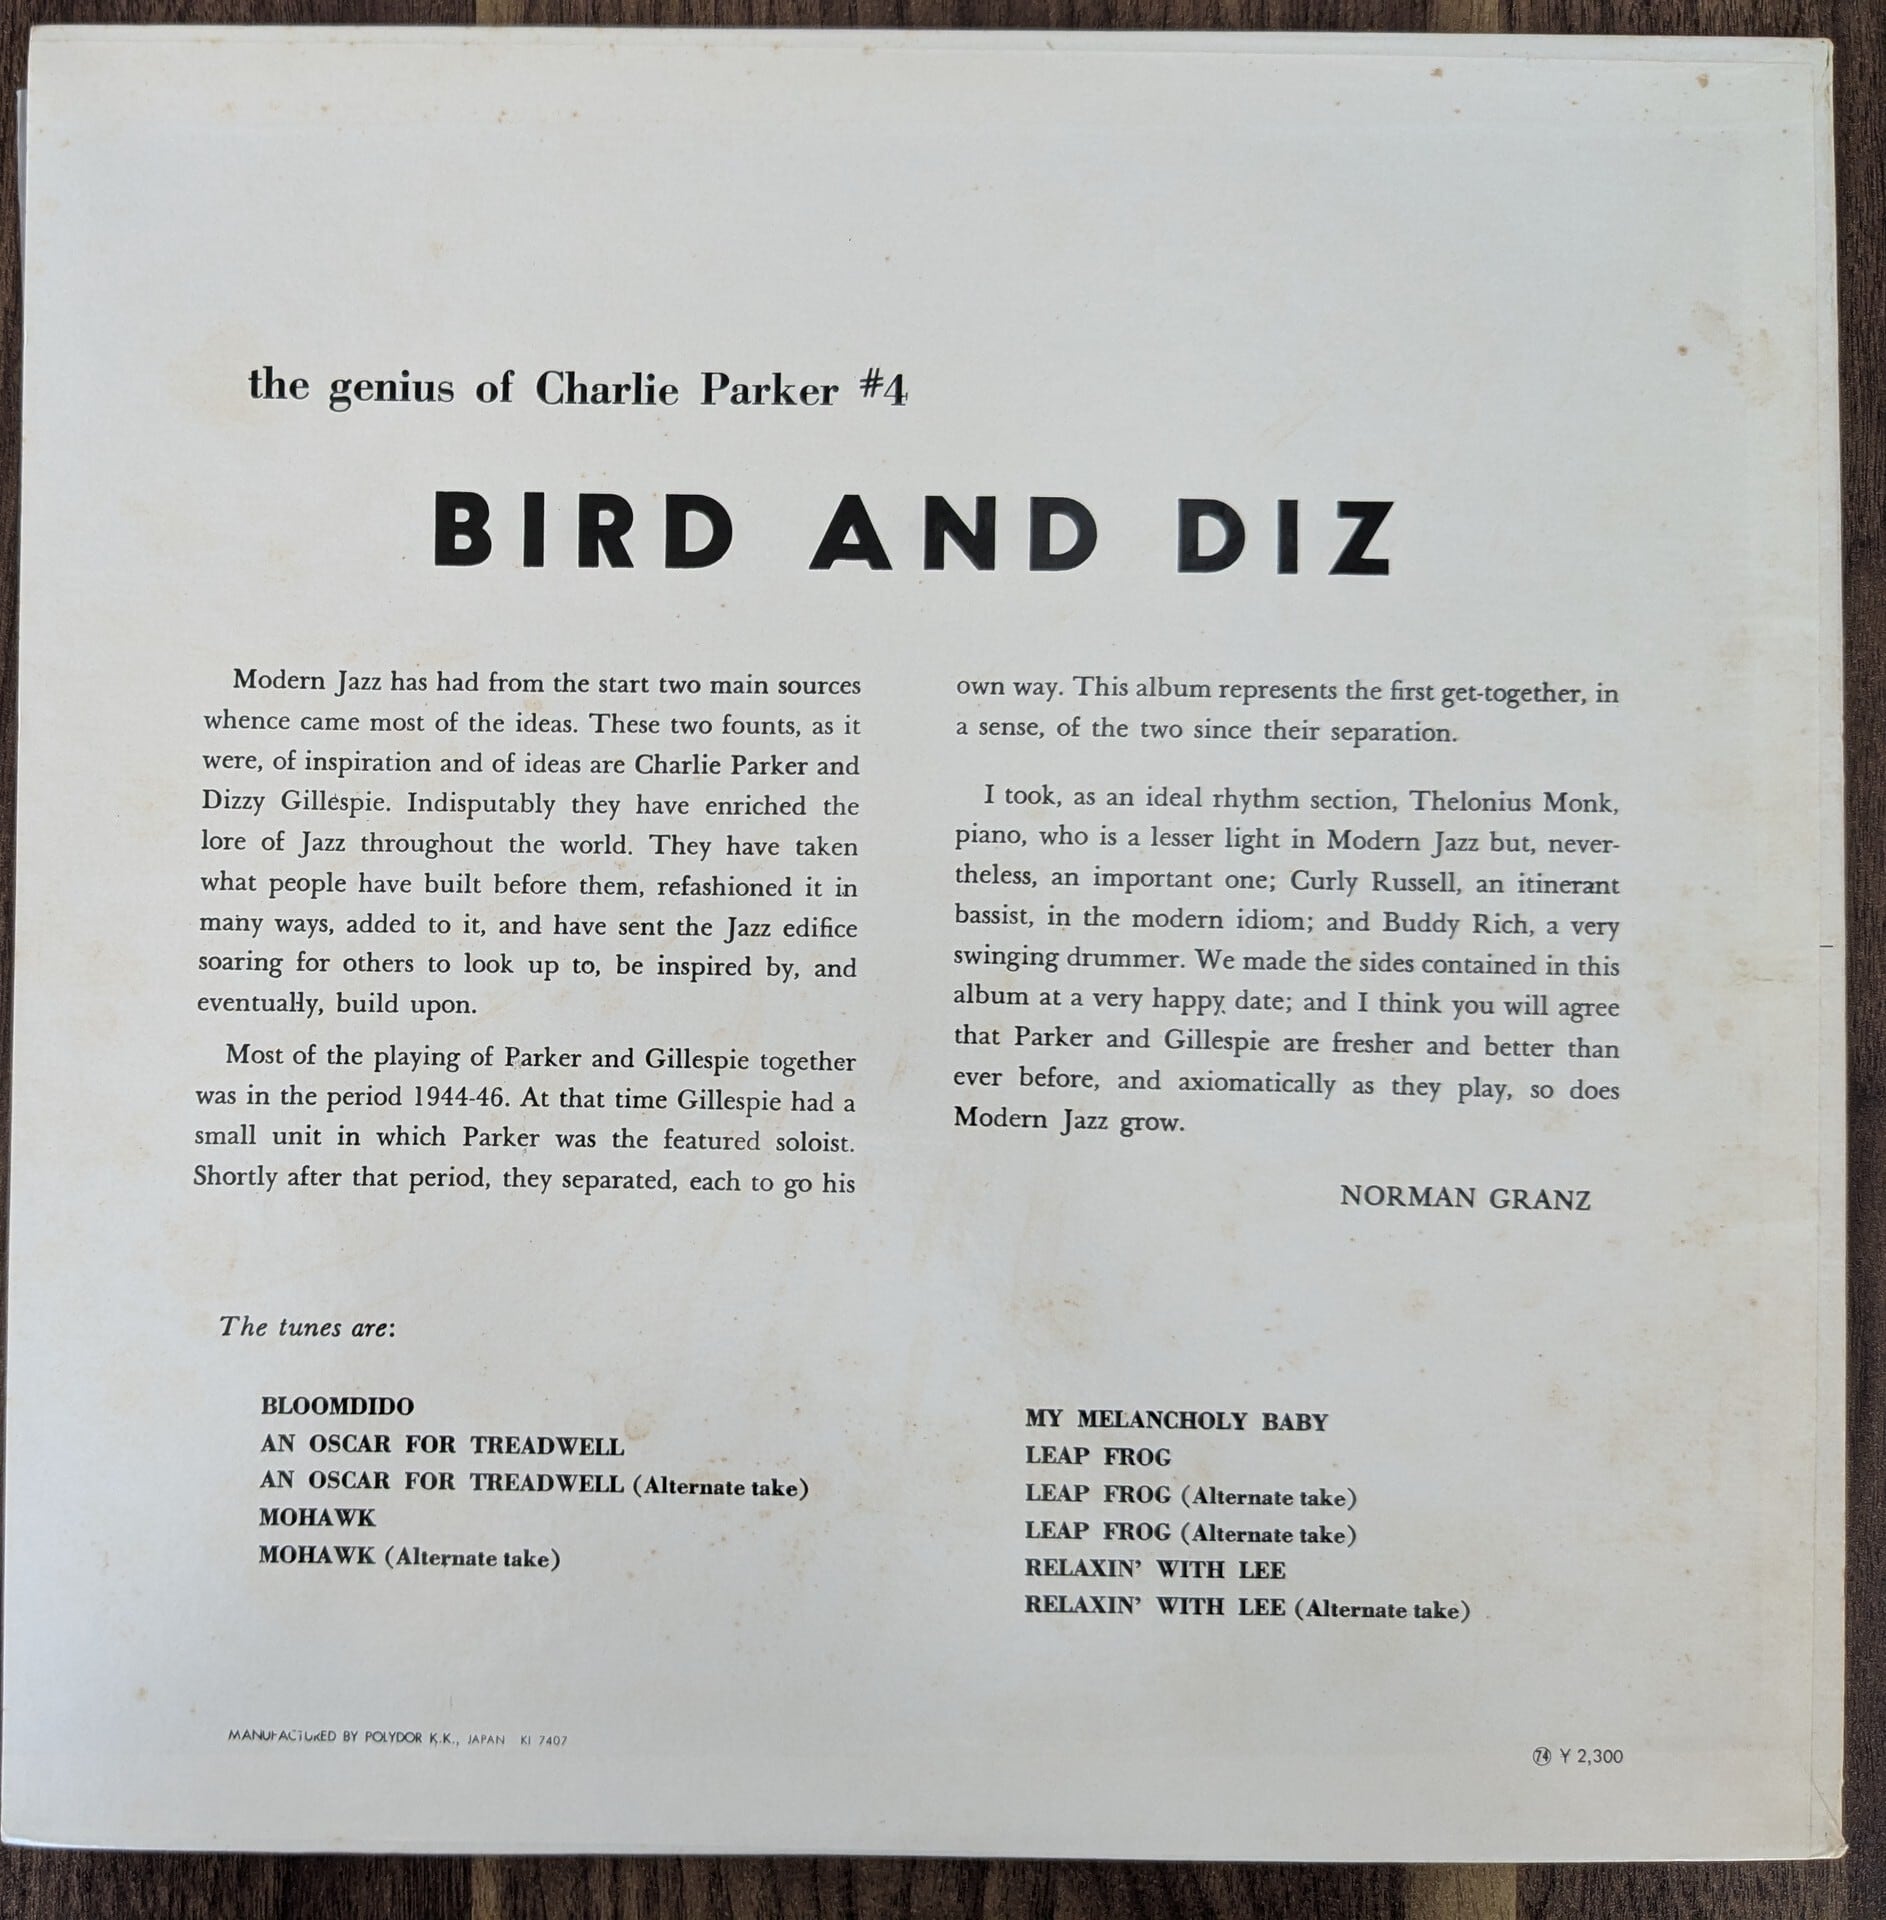 the genius of Charlie Parker #4
BIRD AND DIZ
Modern Jazz has had from the start two main sources
whence came most of the ideas. These two founts, as it
were, of inspiration and of ideas are Charlie Parker and
Dizzy Gillespie. Indisputably they have enriched the
lore of Jazz throughout the world. They have taken
what people have built before them, refashioned it in
many ways, added to it, and have sent the Jazz edifice
soaring for others to look up to, be inspired by, and
eventually, build upon.
Most of the playing of Parker and Gillespie together
was in the period 1944-46. At that time Gillespie had a
small unit in which Parker was the featured soloist.
Shortly after that period, they separated, each to go his
own way. This album represents the first get-together, in
a sense, of the two since their separation.
I took, as an ideal rhythm section, Thelonius Monk,
piano, who is a lesser light in Modern Jazz but, never-
theless, an important one; Curly Russell, an itinerant
bassist, in the modern idiom; and Buddy Rich, a very
swinging drummer. We made the sides contained in this
album at a very happy date; and I think you will agree
that Parker and Gillespie are fresher and better than
ever before, and axiomatically as they play, so does
Modern Jazz grow.
NORMAN GRANZ
The tunes are:
BLOOMDIDO
AN OSCAR FOR TREADWELL
AN OSCAR FOR TREADWELL (Alternate take)
MOHAWK
MOHAWK (Alternate take)
MY MELANCHOLY BABY
LEAP FROG
LEAP FROG (Alternate take)
LEAP FROG (Alternate take)
RELAXIN' WITH LEE
RELAXIN' WITH LEE (Alternate take)
MANUFACTURED BY POLYDOR K.K., JAPAN KI 7407
㊹ ¥ 2,300